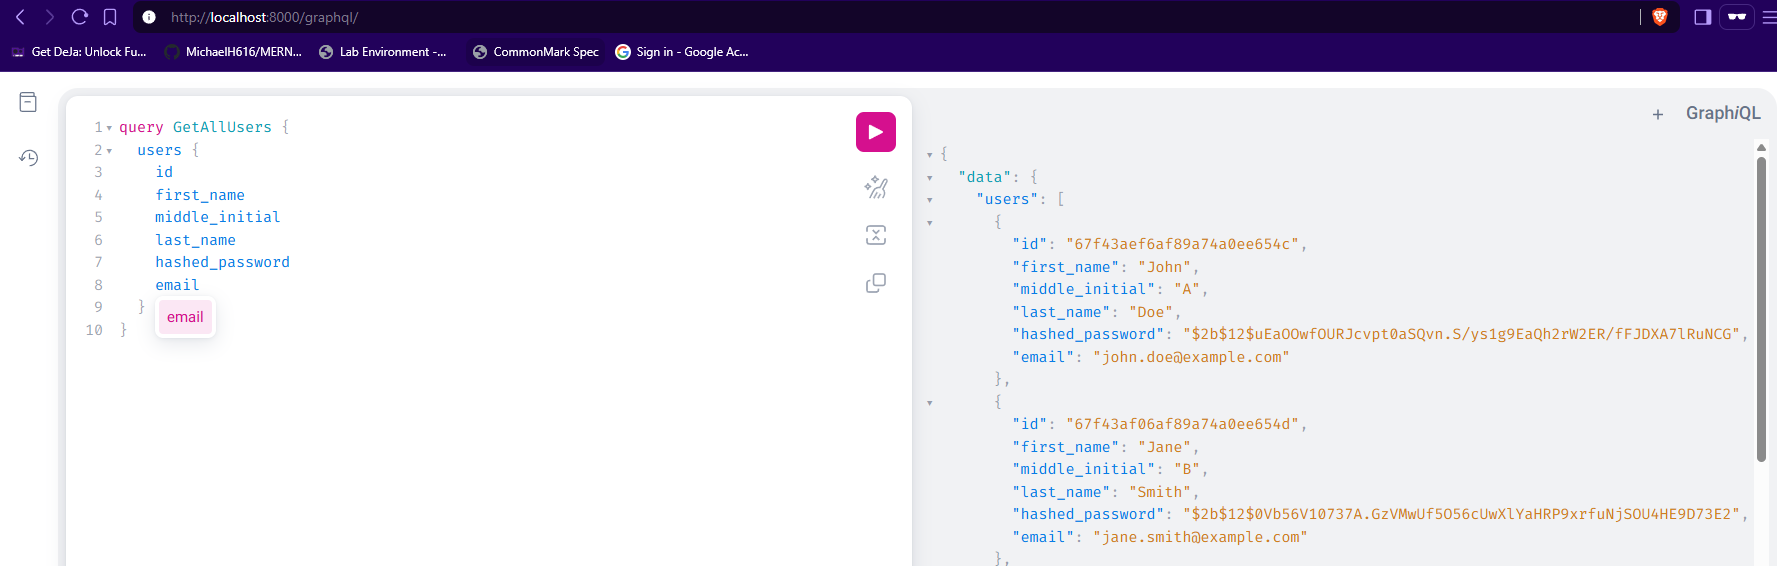 http://localhost:8000/graphql/
Get DeJa: Unlock Fu...
MichaelH616/MERN...
Lab Environment -...
CommonMark Spec
Sign in - Google Ac...
1 query GetAllUsers {
2 users {
3 id
4 first_name
5 middle_initial
6 last_name
7 hashed_password
8 email
9 }
email
10 }
+ GraphiQL
{
"data": {
"users": [
{
"id": "67f43aef6af89a74a0ee654c",
"first_name": "John",
"middle_initial": "A",
"last_name": "Doe",
"hashed_password": "$2b$12$uEaOOwfOURJcvpt0aSQvn.S/ys1g9EaQh2rW2ER/fFJDXA7lRuNCG",
"email": "john.doe@example.com"
},
{
"id": "67f43af06af89a74a0ee654d",
"first_name": "Jane",
"middle_initial": "B",
"last_name": "Smith",
"hashed_password": "$2b$12$0Vb56V10737A.GzVMwUf5O56cUwXlYaHRP9xrfuNjSOU4HE9D73E2",
"email": "jane.smith@example.com"
},